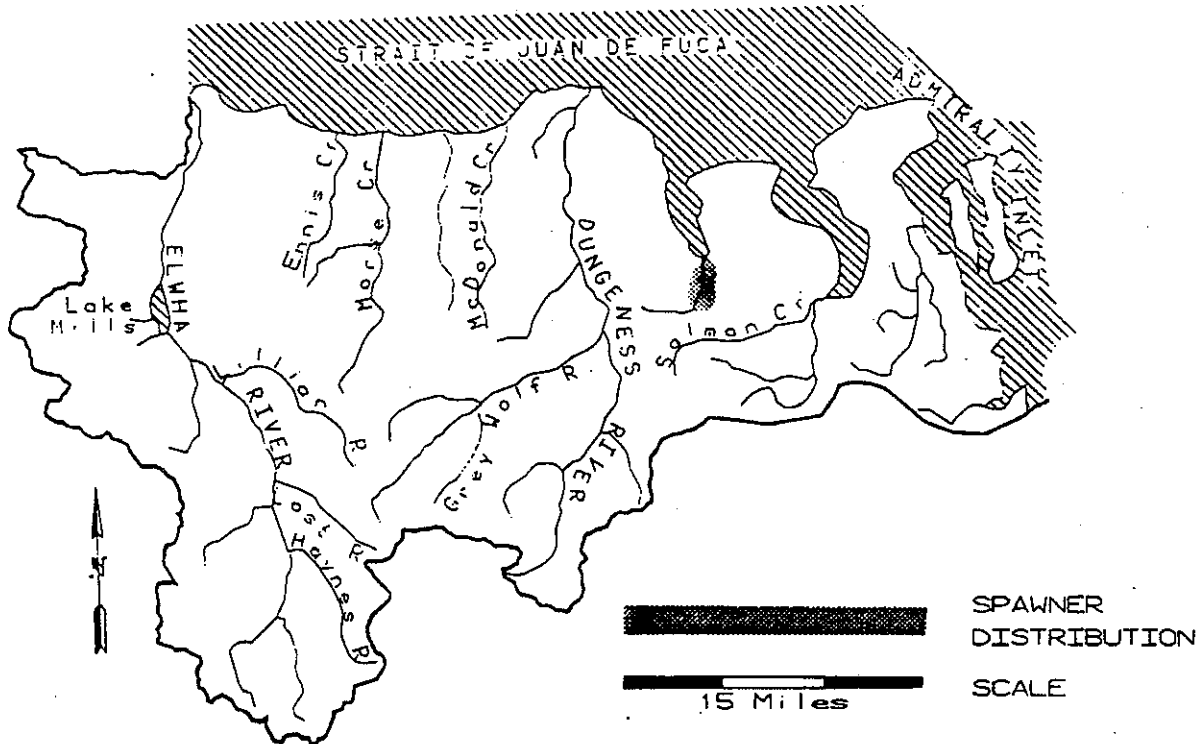 STRAIT OF JUAN DE FUCA
ADMIRALTY INLET
Ennis Cr
Morse Cr
McDonald Cr
ELWHA
DUNGENESS
Lake
Mills
Salmon Cr
Lillian R
RIVER
Grey Wolf R.
RIVER
Lost R
Haynes R
N
SPAWNER
DISTRIBUTION
SCALE
15 Miles